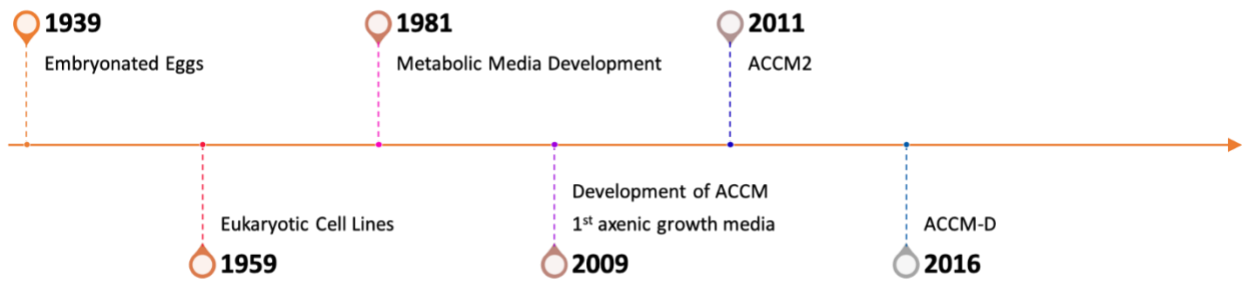 1939
Embryonated Eggs
1981
Metabolic Media Development
2011
ACCM2
Eukaryotic Cell Lines
1959
Development of ACCM
1st axenic growth media
2009
ACCM-D
2016